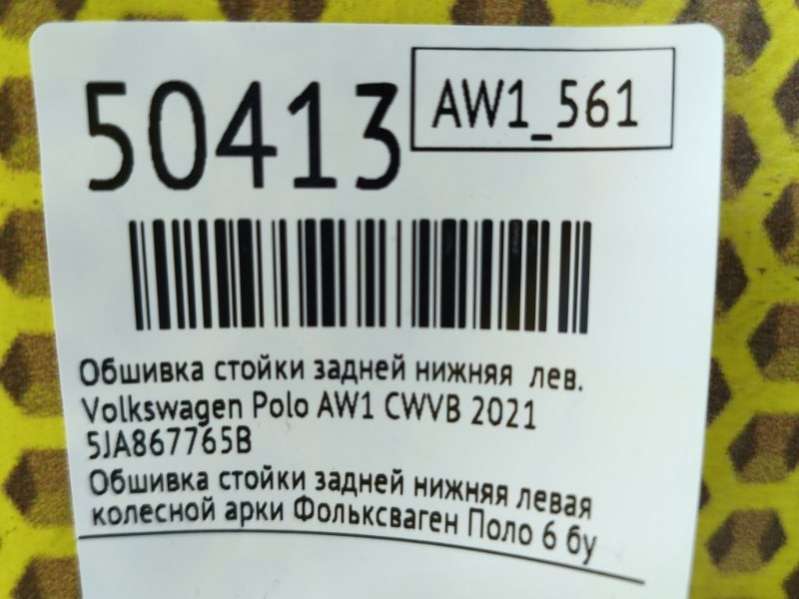 50413
AW1_561
Обшивка стойки задней нижняя лев.
Volkswagen Polo AW1 CWVB 2021
5JA867765B
Обшивка стойки задней нижняя левая
колесной арки Фольксваген Поло 6 бу